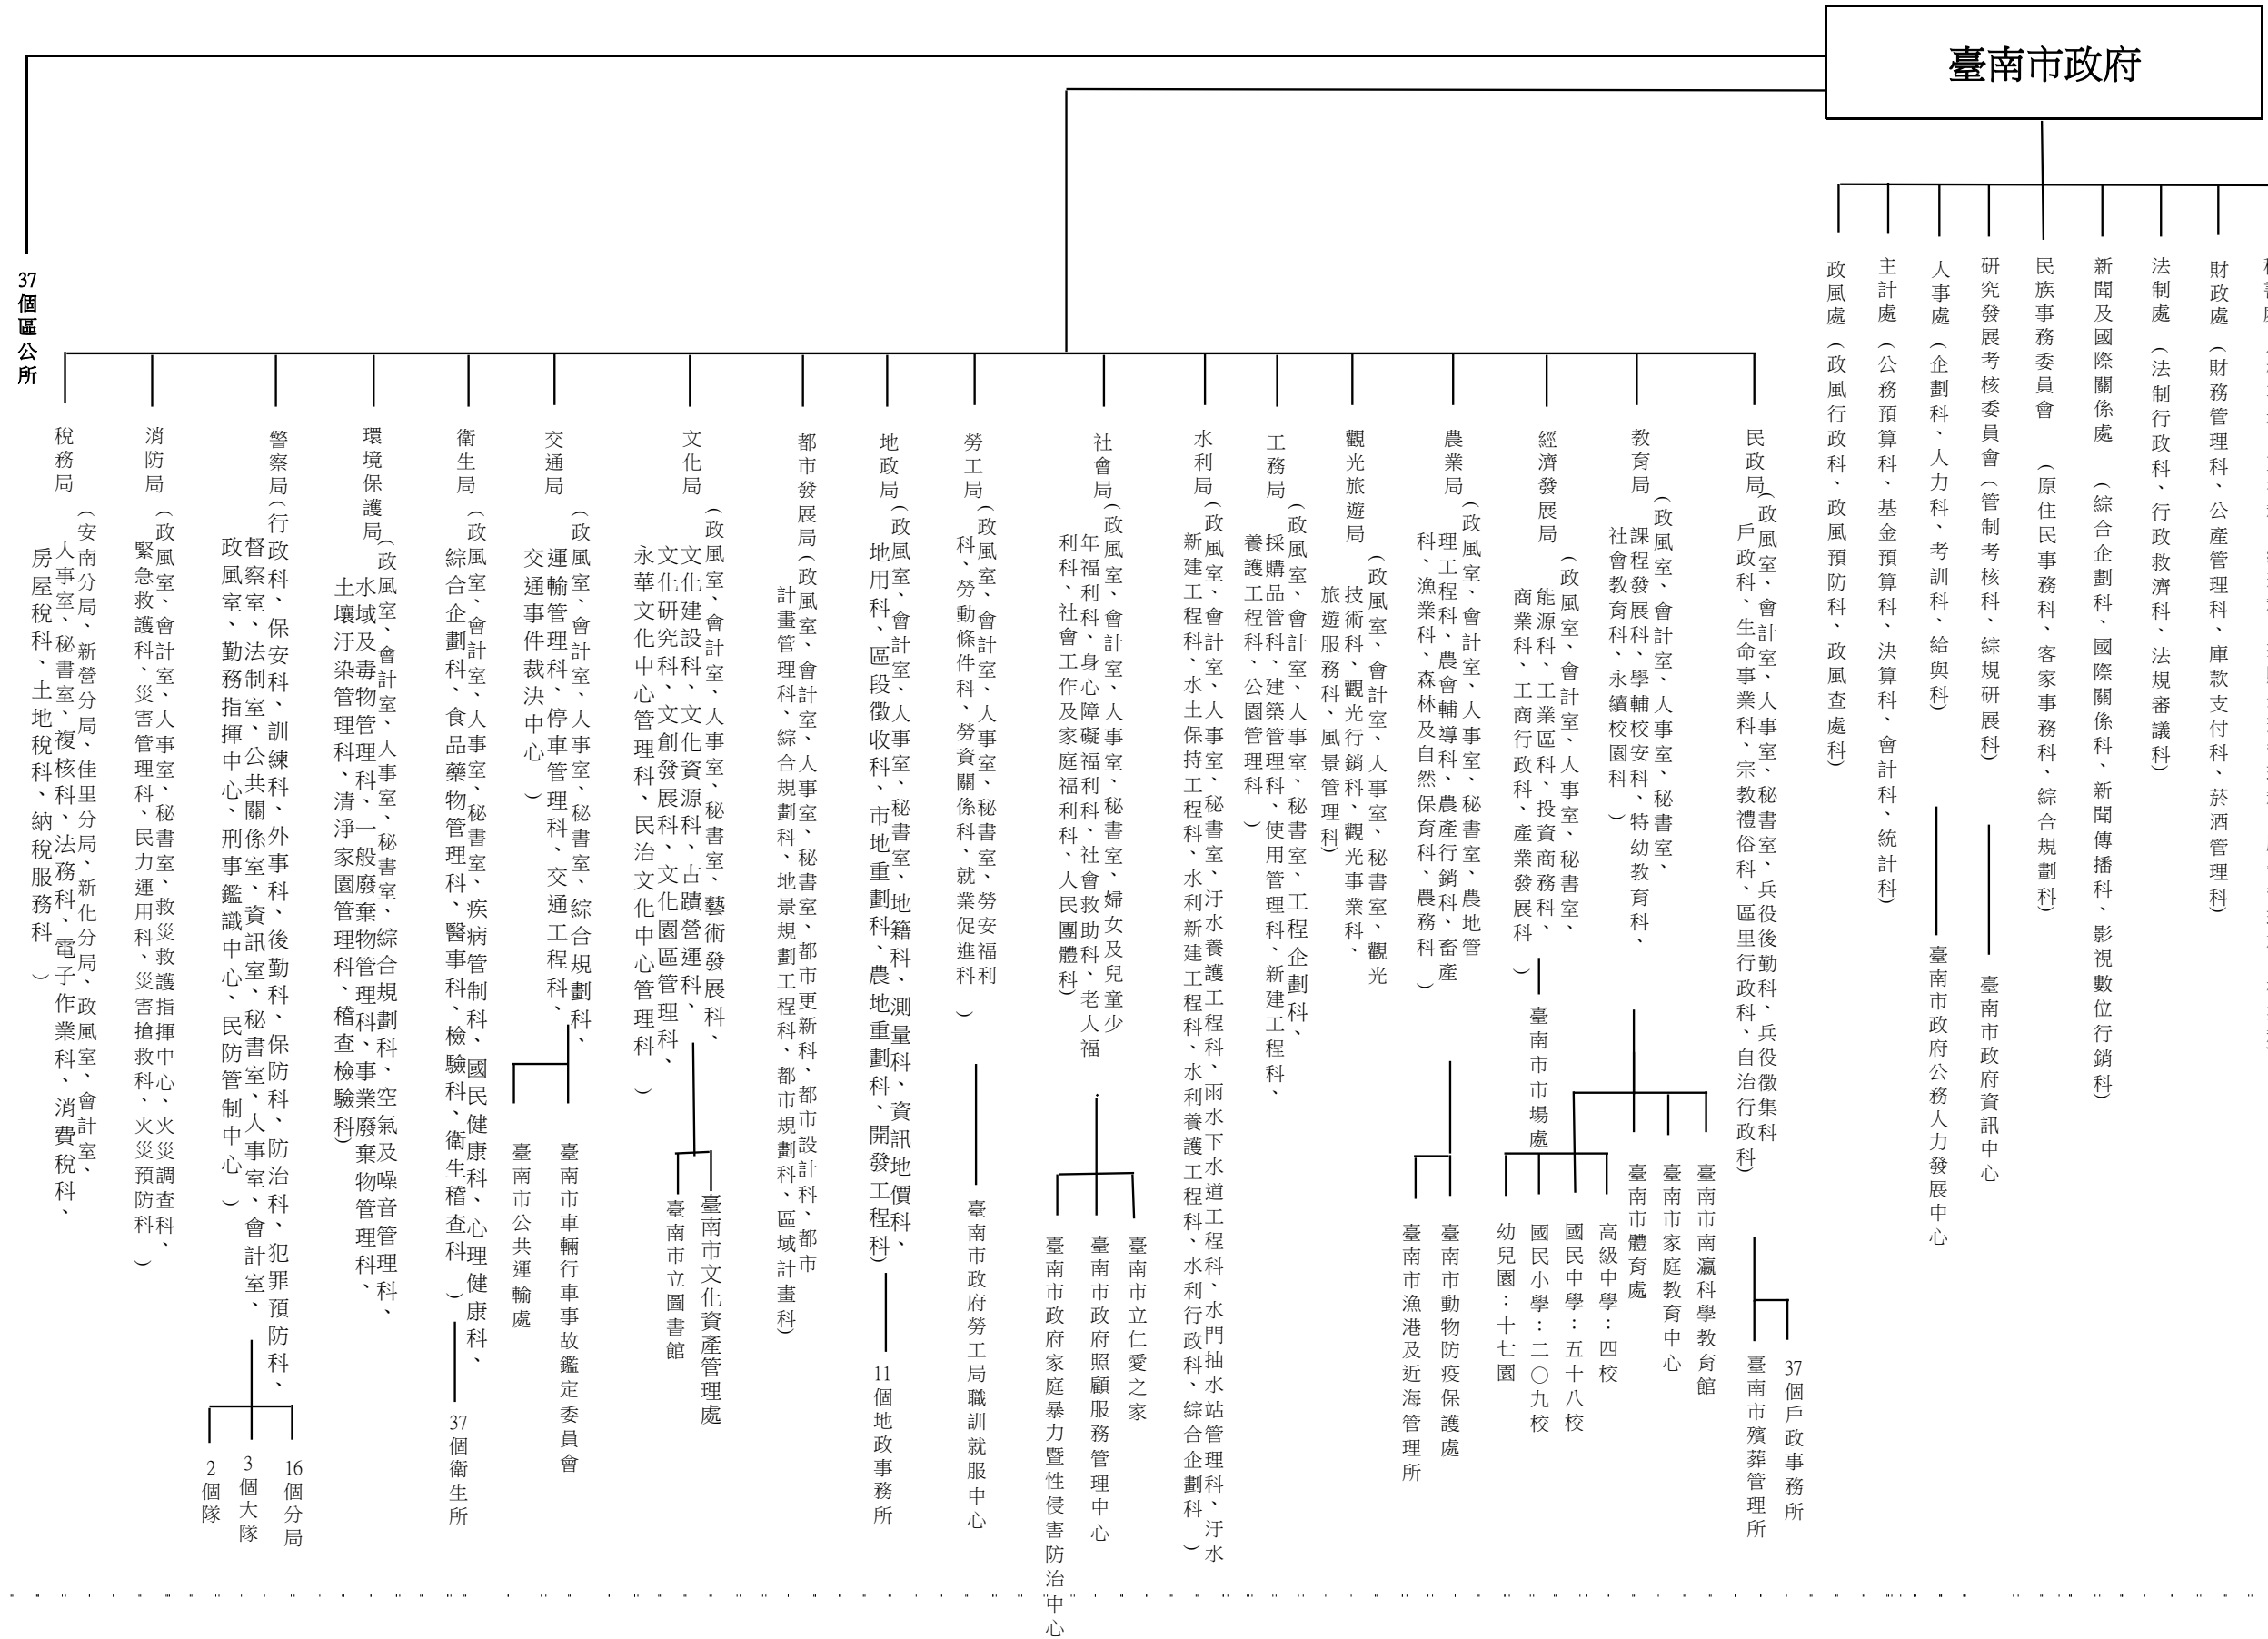 臺南市政府
財政處（財務管理科、公產管理科、庫款支付科、菸酒管理科）
法制處（法制行政科、行政救濟科、法規審議科）
新聞及國際關係處（綜合企劃科、國際關係科、新聞傳播科、影視數位行銷科）
民族事務委員會（原住民事務科、客家事務科、綜合規劃科）
研究發展考核委員會（管制考核科、綜規研展科）
臺南市政府資訊中心
人事處（企劃科、人力科、考訓科、給與科）
臺南市政府公務人力發展中心
主計處（公務預算科、基金預算科、決算科、會計科、統計科）
政風處（政風行政科、政風預防科、政風查處科）
民政局（政風室、會計室、人事室、秘書室、兵役後勤科、兵役徵集科
戶政科、生命事業科、宗教禮俗科、區里行政科、自治行政科）
37個戶政事務所
臺南市殯葬管理所
教育局（政風室、會計室、人事室、秘書室、
課程發展科、學輔校安科、特幼教育科、
社會教育科、永續校園科）
臺南市南瀛科學教育館
臺南市家庭教育中心
臺南市體育處
高級中學：四校
國民中學：五十八校
國民小學：二〇九校
幼兒園：十七園
經濟發展局（政風室、會計室、人事室、秘書室、
能源科、工業區科、投資商務科、
商業科、工商行政科、產業發展科）
臺南市市場處
農業局（政風室、會計室、人事室、秘書室、農地管
理工程科、農會輔導科、農產行銷科、畜產
科、漁業科、森林及自然保育科、農務科）
臺南市動物防疫保護處
臺南市漁港及近海管理所
觀光旅遊局（政風室、會計室、人事室、秘書室、觀光
技術科、觀光行銷科、觀光事業科、
旅遊服務科、風景管理科）
工務局（政風室、會計室、人事室、秘書室、工程企劃科、
採購品管科、建築管理科、使用管理科、新建工程科、
養護工程科、公園管理科）
水利局（政風室、會計室、人事室、秘書室、汙水養護工程科、雨水下水道工程科、水門抽水站管理科、汙水
新建工程科、水土保持工程科、水利新建工程科、水利養護工程科、水利行政科、綜合企劃科）
社會局（政風室、會計室、人事室、秘書室、婦女及兒童少
年福利科、身心障礙福利科、社會救助科、老人福
利科、社會工作及家庭福利科、人民團體科）
臺南市立仁愛之家
臺南市政府照顧服務管理中心
臺南市政府家庭暴力暨性侵害防治中心
勞工局（政風室、會計室、人事室、秘書室、勞安福利
科、勞動條件科、勞資關係科、就業促進科）
臺南市政府勞工局職訓就服中心
地政局（政風室、會計室、人事室、秘書室、地籍科、測量科、資訊地價科、
地用科、區段徵收科、市地重劃科、農地重劃科、開發工程科）
11個地政事務所
都市發展局（政風室、會計室、人事室、秘書室、都市更新科、都市設計科、都市
計畫管理科、綜合規劃科、地景規劃工程科、都市規劃科、區域計畫科）
文化局（政風室、會計室、人事室、秘書室、藝術發展科、
文化建設科、文化資源科、古蹟營運科、
文化研究科、文創發展科、文化園區管理科、
永華文化中心管理科、民治文化中心管理科）
臺南市文化資產管理處
臺南市立圖書館
交通局（政風室、會計室、人事室、秘書室、綜合規劃科、
運輸管理科、停車管理科、交通工程科、
交通事件裁決中心）
臺南市車輛行車事故鑑定委員會
臺南市公共運輸處
衛生局（政風室、會計室、人事室、秘書室、疾病管制科、國民健康科、心理健康科、
綜合企劃科、食品藥物管理科、醫事科、檢驗科、衛生稽查科）
37個衛生所
環境保護局（政風室、會計室、人事室、秘書室、綜合規劃科、空氣及噪音管理科、
水域及毒物管理科、一般廢棄物管理科、事業廢棄物管理科、
土壤汙染管理科、清淨家園管理科、稽查檢驗科）
警察局（行政科、保安科、訓練科、外事科、後勤科、保防科、防治科、犯罪預防科、
督察室、法制室、公共關係室、資訊室、秘書室、人事室、會計室、
政風室、勤務指揮中心、刑事鑑識中心、民防管制中心）
16個分局
3個大隊
2個隊
消防局（政風室、會計室、人事室、秘書室、救災救護指揮中心、火災調查科、
緊急救護科、災害管理科、民力運用科、災害搶救科、火災預防科）
稅務局（安南分局、新營分局、佳里分局、新化分局、政風室、會計室、
人事室、秘書室、複核科、法務科、電子作業科、消費稅科、
房屋稅科、土地稅科、納稅服務科）
37個區公所